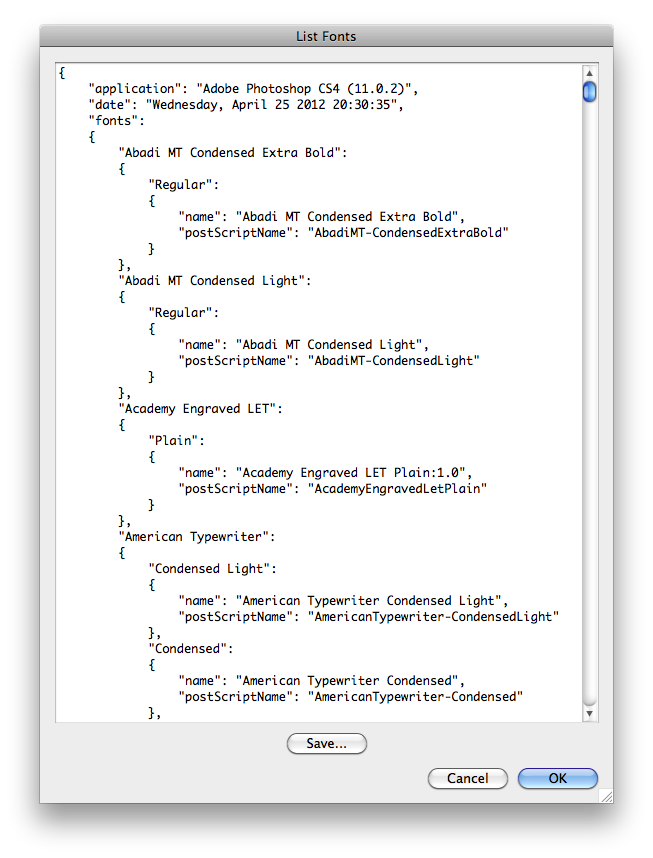 List Fonts
{
    "application": "Adobe Photoshop CS4 (11.0.2)",
    "date": "Wednesday, April 25 2012 20:30:35",
    "fonts":
    {
        "Abadi MT Condensed Extra Bold":
        {
            "Regular":
            {
                "name": "Abadi MT Condensed Extra Bold",
                "postScriptName": "AbadiMT-CondensedExtraBold"
            }
        },
        "Abadi MT Condensed Light":
        {
            "Regular":
            {
                "name": "Abadi MT Condensed Light",
                "postScriptName": "AbadiMT-CondensedLight"
            }
        },
        "Academy Engraved LET":
        {
            "Plain":
            {
                "name": "Academy Engraved LET Plain:1.0",
                "postScriptName": "AcademyEngravedLetPlain"
            }
        },
        "American Typewriter":
        {
            "Condensed Light":
            {
                "name": "American Typewriter Condensed Light",
                "postScriptName": "AmericanTypewriter-CondensedLight"
            },
            "Condensed":
            {
                "name": "American Typewriter Condensed",
                "postScriptName": "AmericanTypewriter-Condensed"
            },
Save...
Cancel
OK